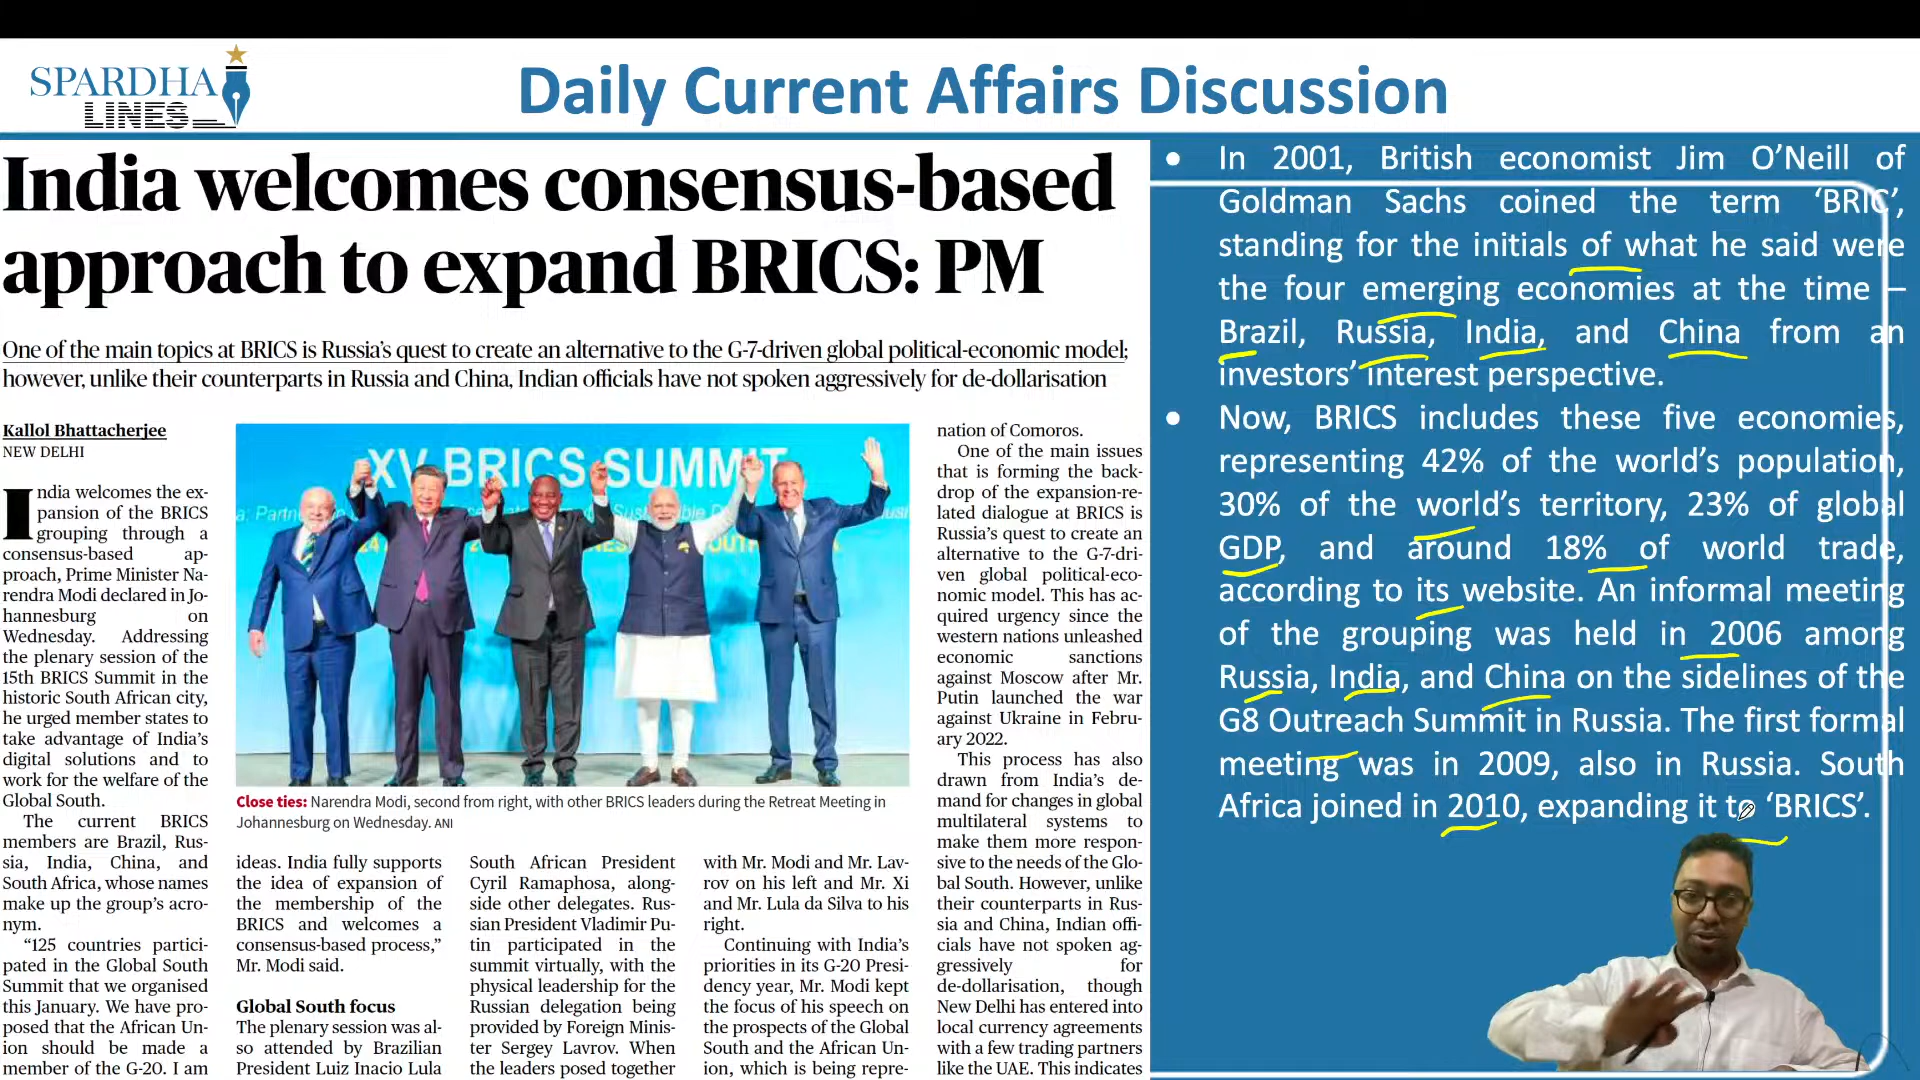 SPARDHA
LINES
Daily Current Affairs Discussion
India welcomes consensus-based
approach to expand BRICS: PM
One of the main topics at BRICS is Russia's quest to create an alternative to the G-7-driven global political-economic model;
however, unlike their counterparts in Russia and China, Indian officials have not spoken aggressively for de-dollarisation
Kallol Bhattacherjee
NEW DELHI
India welcomes the ex-
pansion of the BRICS
grouping through a
consensus-based ap-
proach, Prime Minister Na-
rendra Modi declared in Jo-
hannesburg on
Wednesday. Addressing
the plenary session of the
15th BRICS Summit in the
historic South African city,
he urged member states to
take advantage of India's
digital solutions and to
work for the welfare of the
Global South.
The current BRICS
members are Brazil, Rus-
sia, India, China, and
South Africa, whose names
make up the group's acro-
nym.
"125 countries partici-
pated in the Global South
Summit that we organised
this January. We have pro-
posed that the African Un-
ion should be made a
member of the G-20. I am
XV BRICS SUMMIT
Close ties: Narendra Modi, second from right, with other BRICS leaders during the Retreat Meeting in
Johannesburg on Wednesday. ANI
ideas. India fully supports
the idea of expansion of
the membership of the
BRICS and welcomes a
consensus-based process,"
Mr. Modi said.
Global South focus
The plenary session was al-
so attended by Brazilian
President Luiz Inacio Lula
South African President
Cyril Ramaphosa, along-
side other delegates. Rus-
sian President Vladimir Pu-
tin participated in the
summit virtually, with the
physical leadership for the
Russian delegation being
provided by Foreign Minis-
ter Sergey Lavrov. When
the leaders posed together
with Mr. Modi and Mr. Lav-
rov on his left and Mr. Xi
and Mr. Lula da Silva to his
right.
Continuing with India's
priorities in its G-20 Presi-
dency year, Mr. Modi kept
the focus of his speech on
the prospects of the Global
South and the African Un-
ion, which is being repre-
nation of Comoros.
One of the main issues
that is forming the back-
drop of the expansion-re-
lated dialogue at BRICS is
Russia's quest to create an
alternative to the G-7-dri-
ven global political-eco-
nomic model. This has ac-
quired urgency since the
western nations unleashed
economic sanctions
against Moscow after Mr.
Putin launched the war
against Ukraine in Febru-
ary 2022.
This process has also
drawn from India's de-
mand for changes in global
multilateral systems to
make them more respon-
sive to the needs of the Glo-
bal South. However, unlike
their counterparts in Rus-
sia and China, Indian offi-
cials have not spoken ag-
gressively for
de-dollarisation, though
New Delhi has entered into
local currency agreements
with a few trading partners
like the UAE. This indicates
• In 2001, British economist Jim O'Neill of
Goldman Sachs coined the term 'BRIC',
standing for the initials of what he said were
the four emerging economies at the time –
Brazil, Russia, India, and China from an
investors' interest perspective.
• Now, BRICS includes these five economies,
representing 42% of the world's population,
30% of the world's territory, 23% of global
GDP, and around 18% of world trade,
according to its website. An informal meeting
of the grouping was held in 2006 among
Russia, India, and China on the sidelines of the
G8 Outreach Summit in Russia. The first formal
meeting was in 2009, also in Russia. South
Africa joined in 2010, expanding it to 'BRICS'.